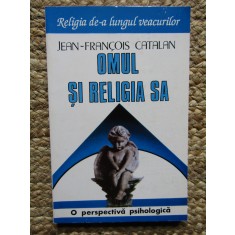 Religia de-a lungul veacurilor
JEAN-FRANÇOIS CATALAN
OMUL
ȘI RELIGIA SA
O perspectivă psihologică